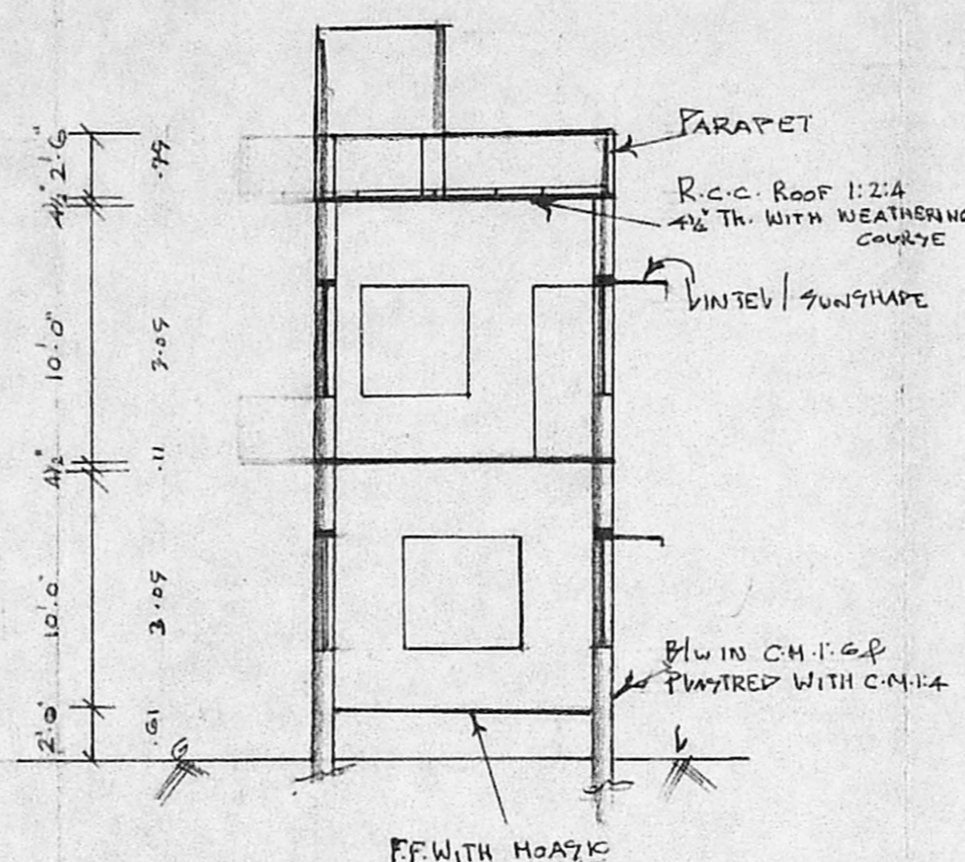 PARAPET
R.C.C. ROOF 1:2:4
4½" TH. WITH WEATHERING
COURSE
LINTEL / SUNSHADE
B/W IN C.M.1:6 &
PLASTRED WITH C.M.1:4
F.F. WITH MOASIC
G
L
2'-6"
4½"
10'-0"
4½"
10'-0"
2'-0"
3.05
.11
3.05
.61